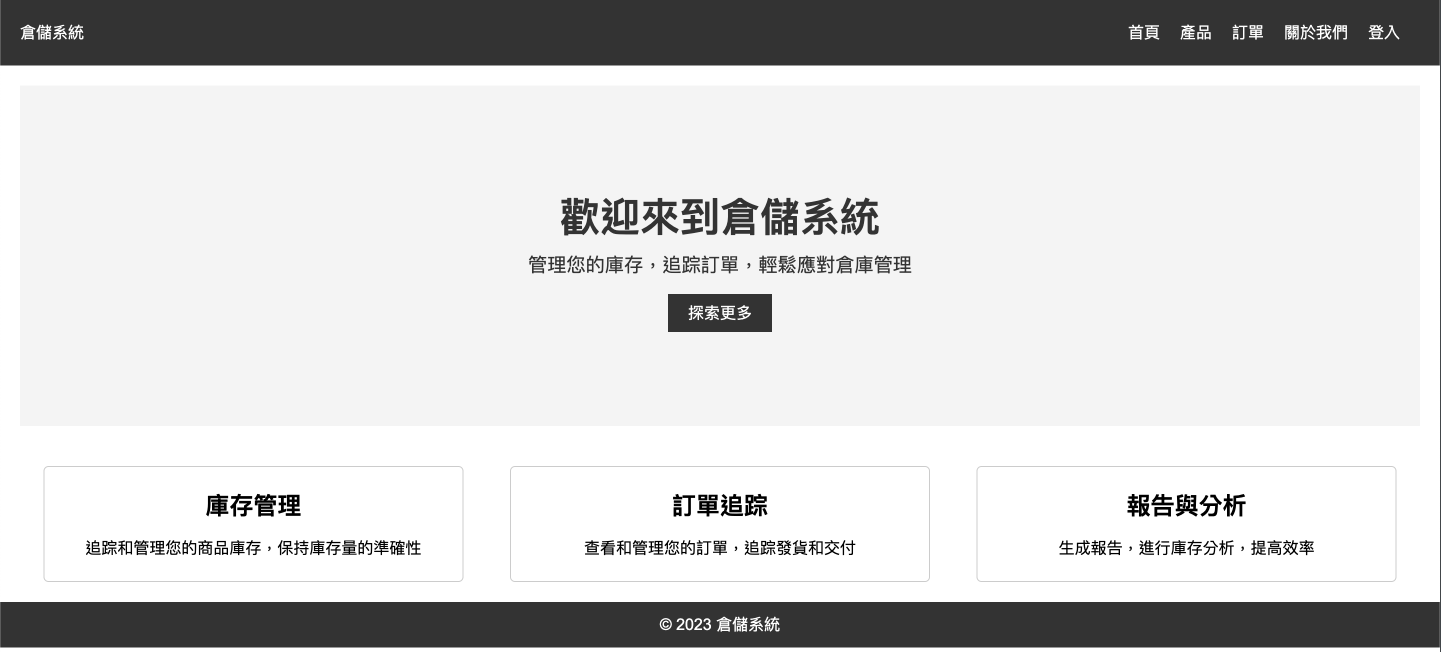 倉儲系統
首頁 產品 訂單 關於我們 登入
歡迎來到倉儲系統
管理您的庫存，追踪訂單，輕鬆應對倉庫管理
探索更多
庫存管理
追踪和管理您的商品庫存，保持庫存量的準確性
訂單追踪
查看和管理您的訂單，追踪發貨和交付
報告與分析
生成報告，進行庫存分析，提高效率
© 2023 倉儲系統